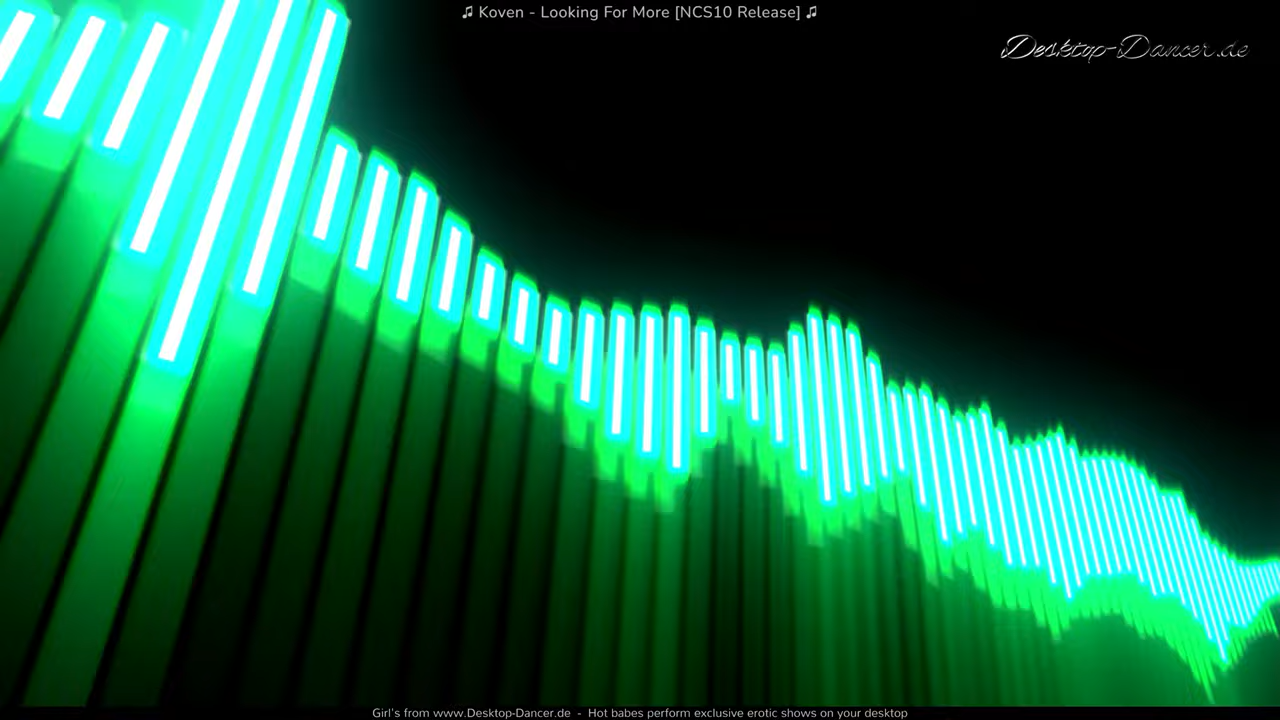 ♫ Koven - Looking For More [NCS10 Release] ♫
Desktop-Dancer.de
Girl's from www.Desktop-Dancer.de - Hot babes perform exclusive erotic shows on your desktop